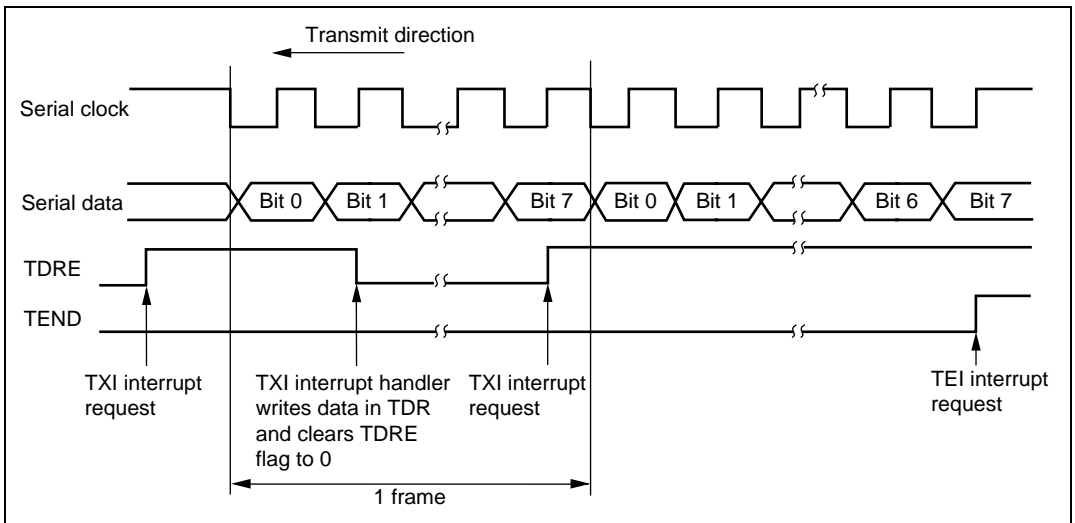 Transmit direction
Serial clock
Serial data
Bit 0
Bit 1
Bit 7
Bit 0
Bit 1
Bit 6
Bit 7
TDRE
TEND
TXI interrupt
request
TXI interrupt handler
writes data in TDR
and clears TDRE
flag to 0
TXI interrupt
request
TEI interrupt
request
1 frame